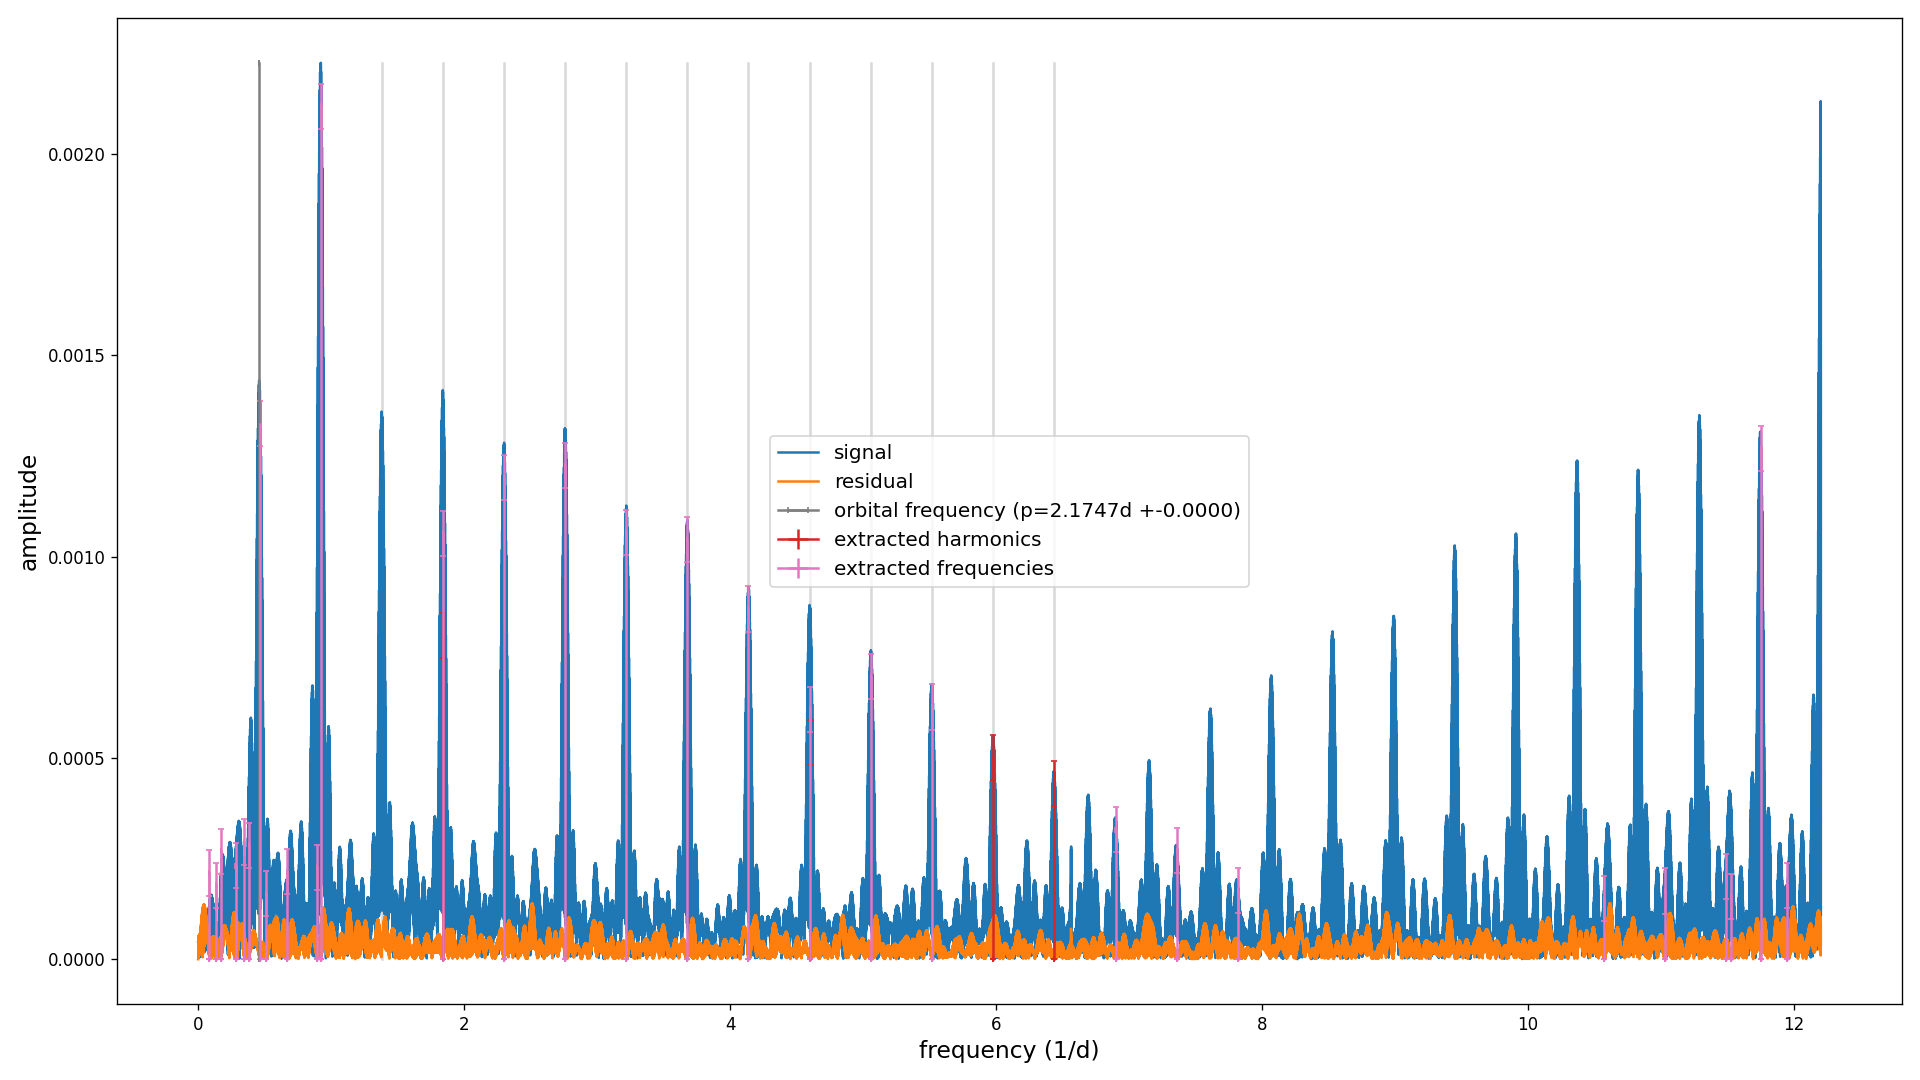 0.0020
0.0015
0.0010
0.0005
0.0000
amplitude
signal
residual
orbital frequency (p=2.1747d +-0.0000)
extracted harmonics
extracted frequencies
0 2 4 6 8 10 12
frequency (1/d)